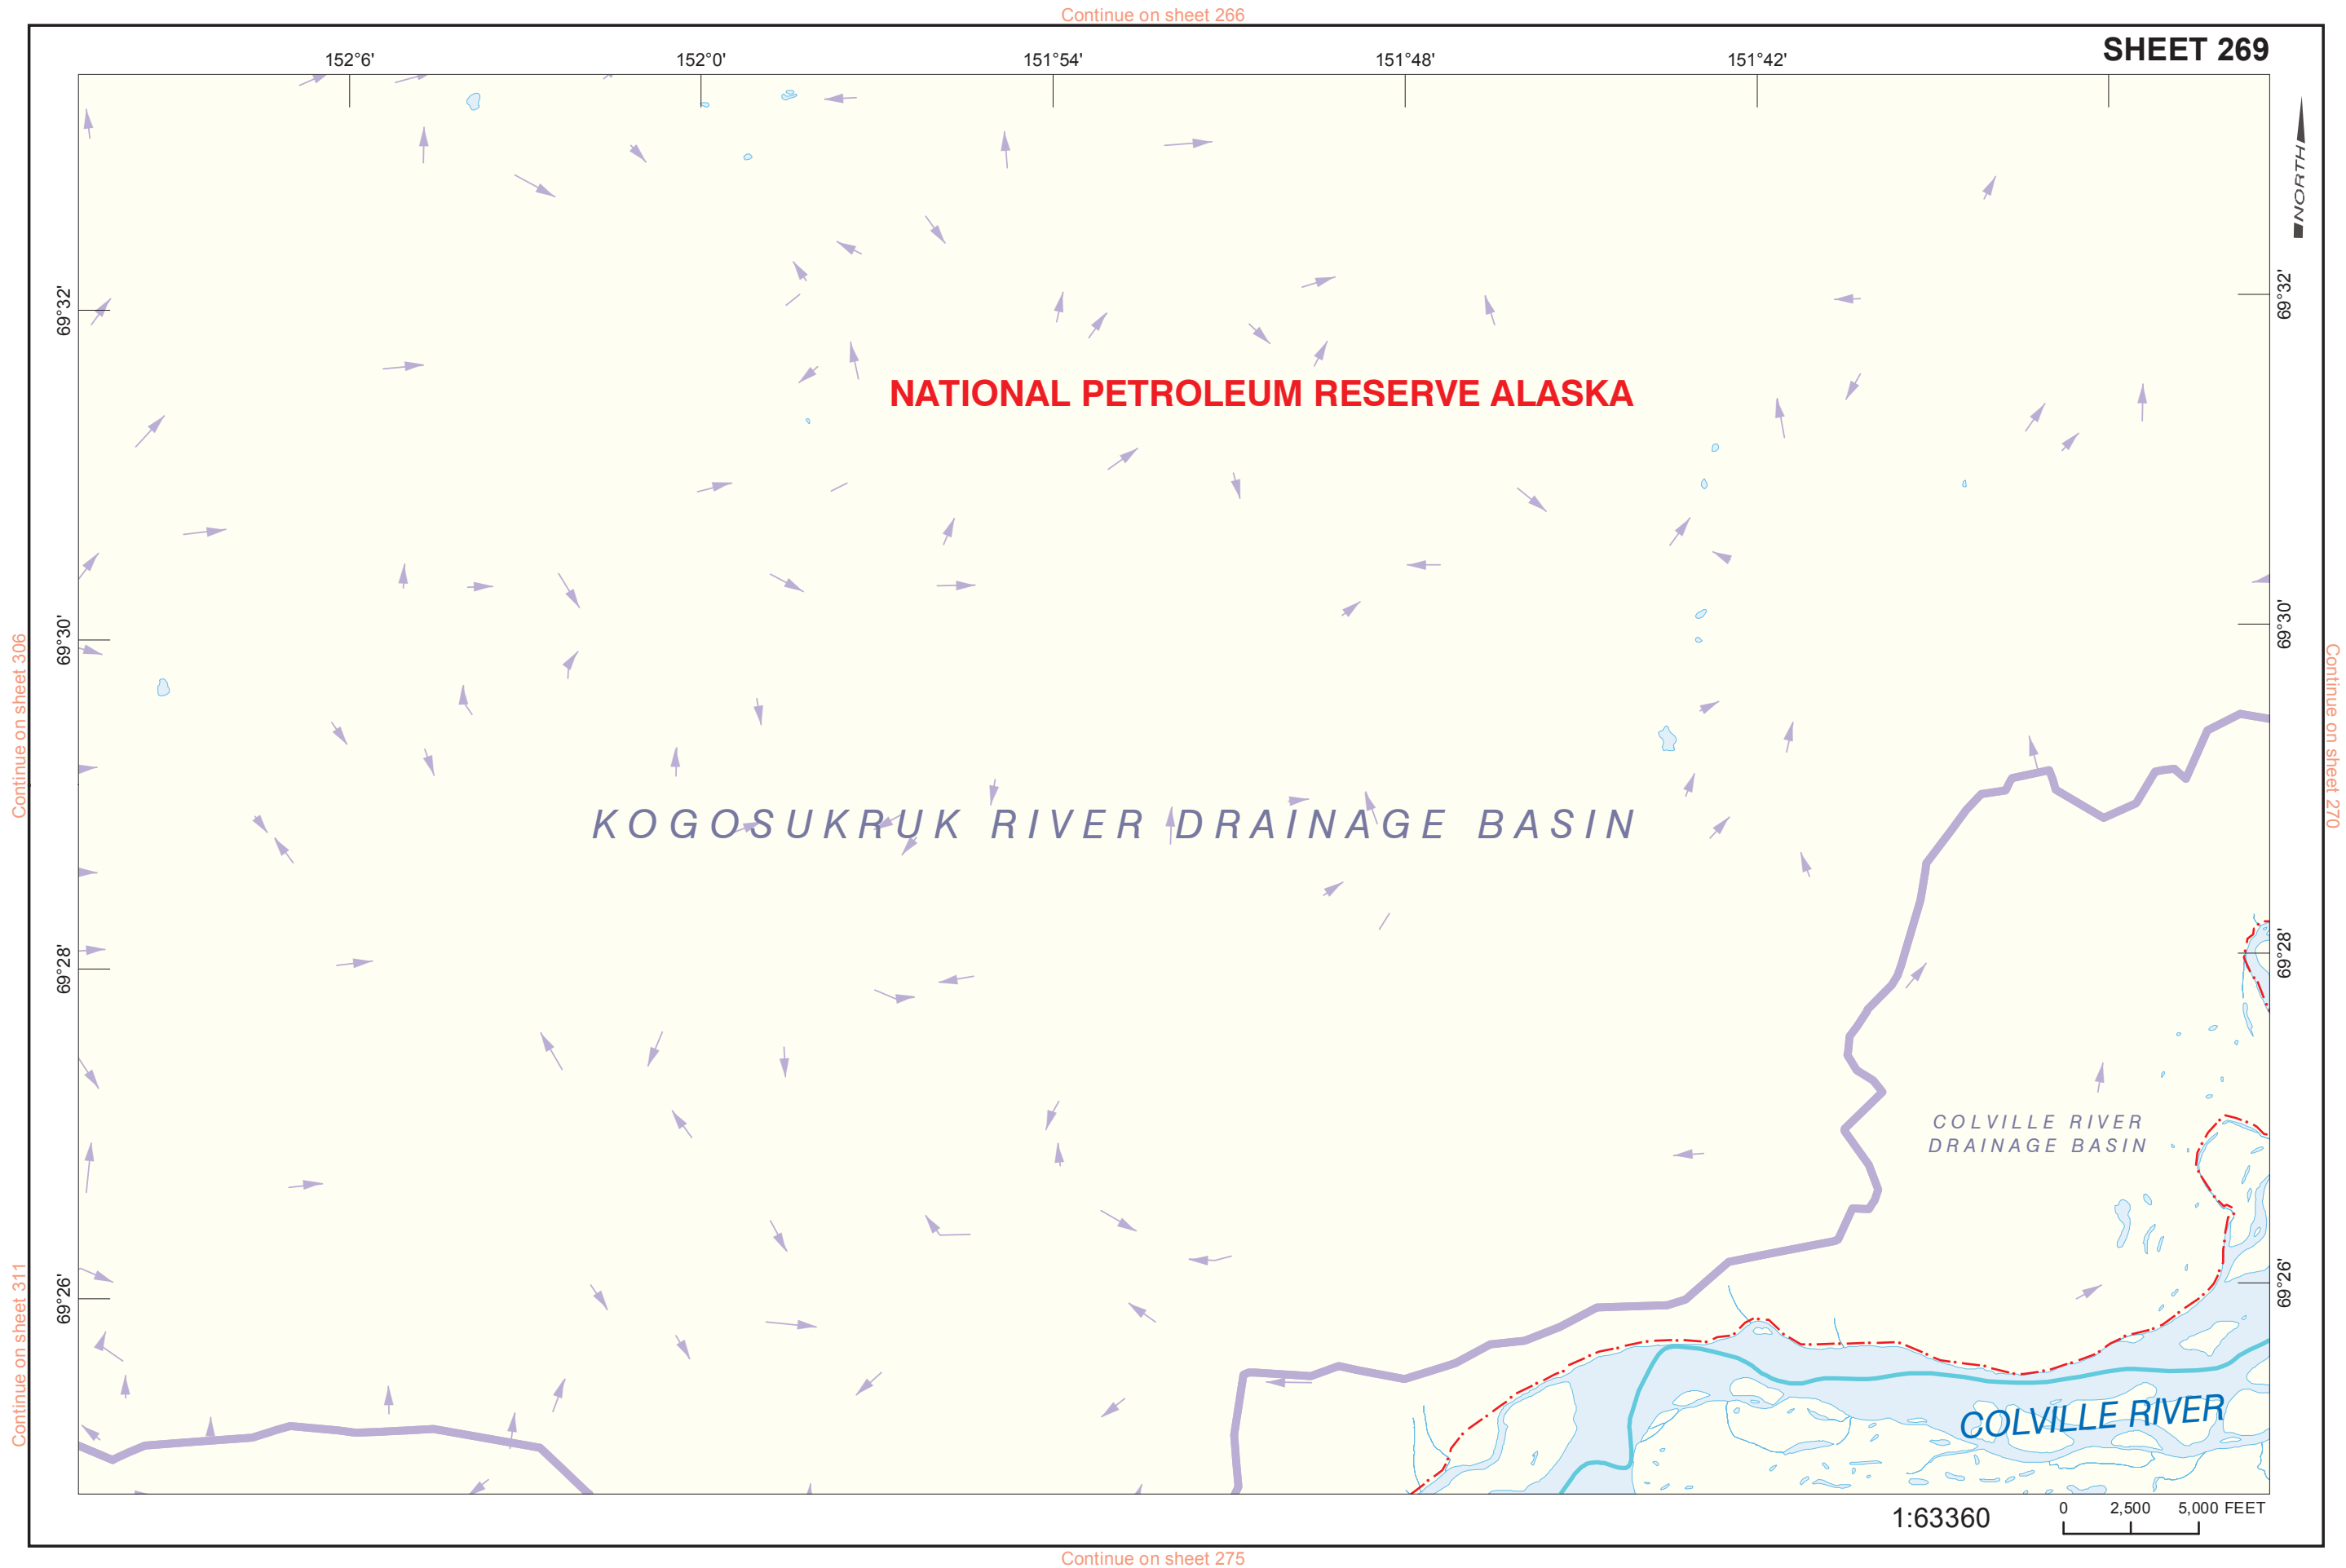 Continue on sheet 266
SHEET 269
152°6'
152°0'
151°54'
151°48'
151°42'
NORTH
69°32'
69°32'
NATIONAL PETROLEUM RESERVE ALASKA
69°30'
69°30'
Continue on sheet 306
Continue on sheet 270
KOGOSUKRUK RIVER DRAINAGE BASIN
69°28'
69°28'
COLVILLE RIVER
DRAINAGE BASIN
69°26'
69°26'
Continue on sheet 311
COLVILLE RIVER
1:63360
0 2,500 5,000 FEET
Continue on sheet 275